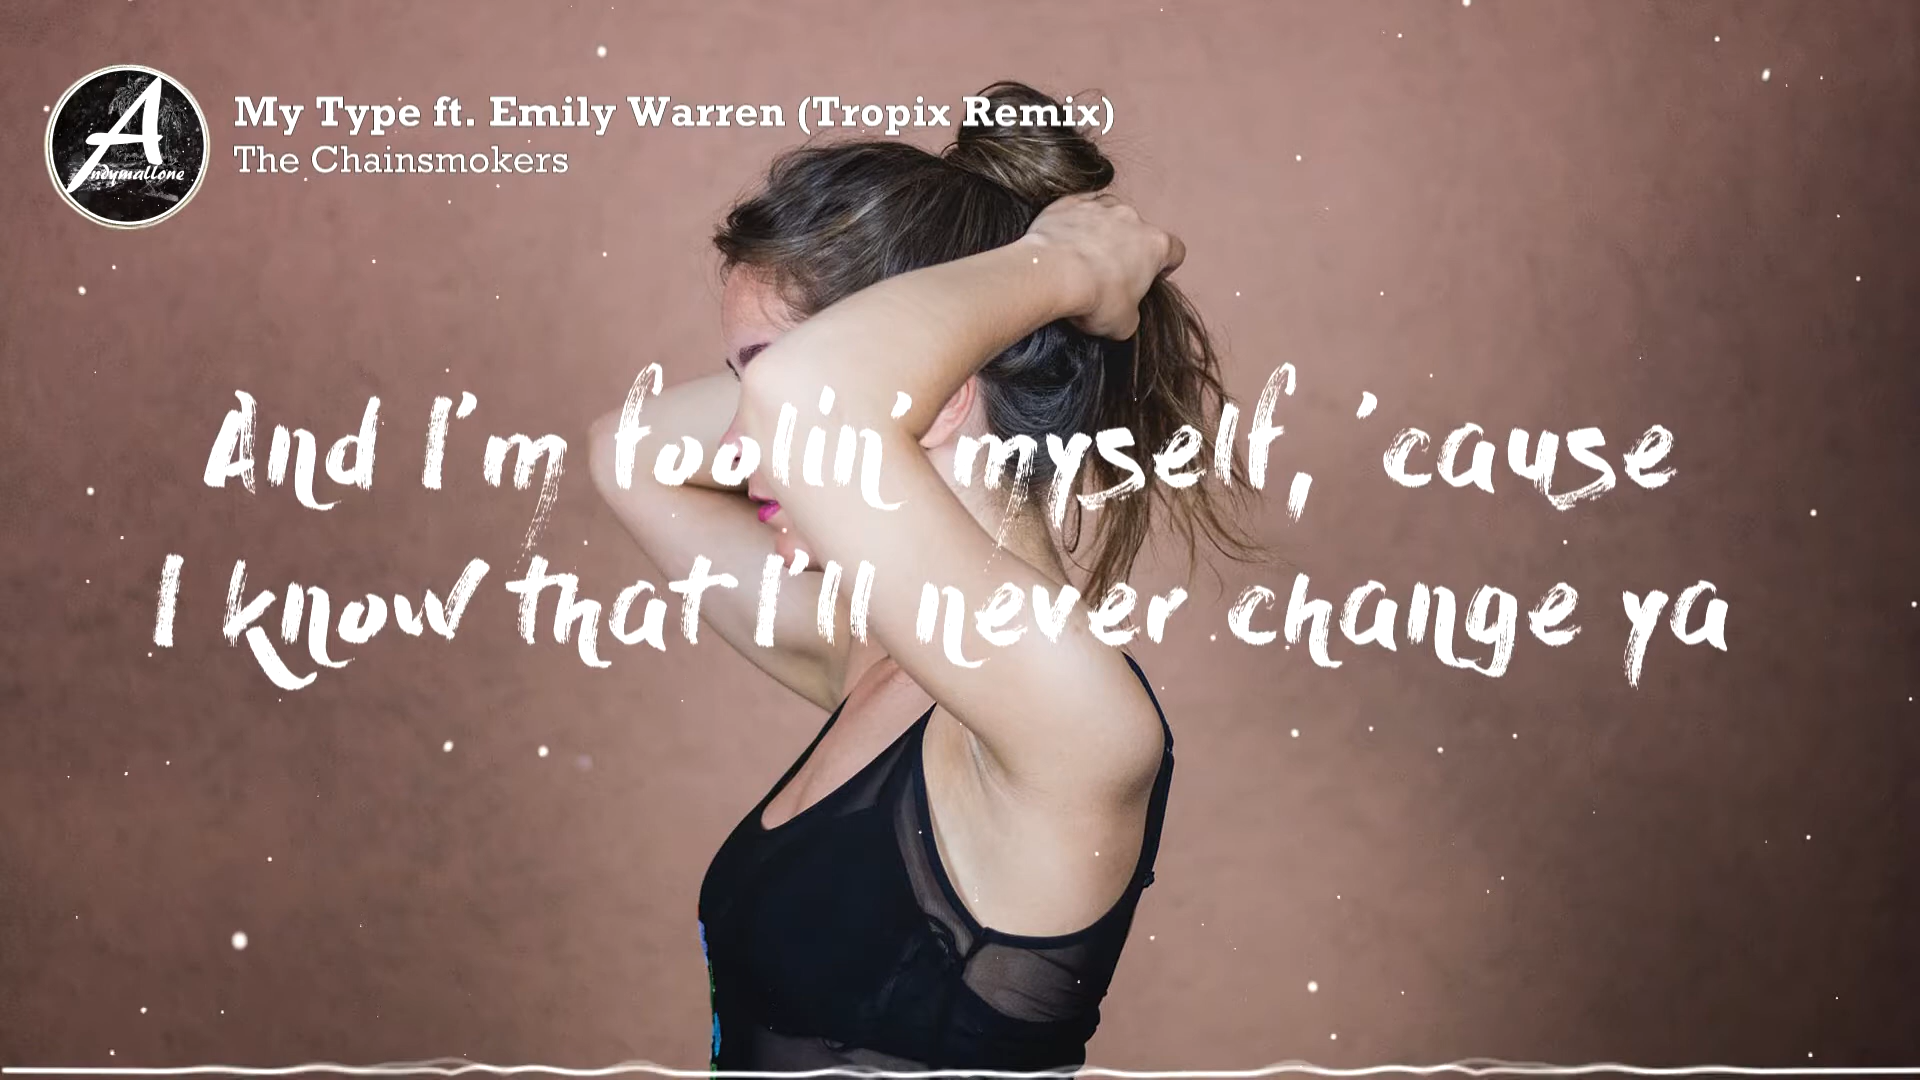 My Type ft. Emily Warren (Tropix Remix)
The Chainsmokers
Andymallone
And I'm foolin' myself, 'cause
I know that I'll never change ya